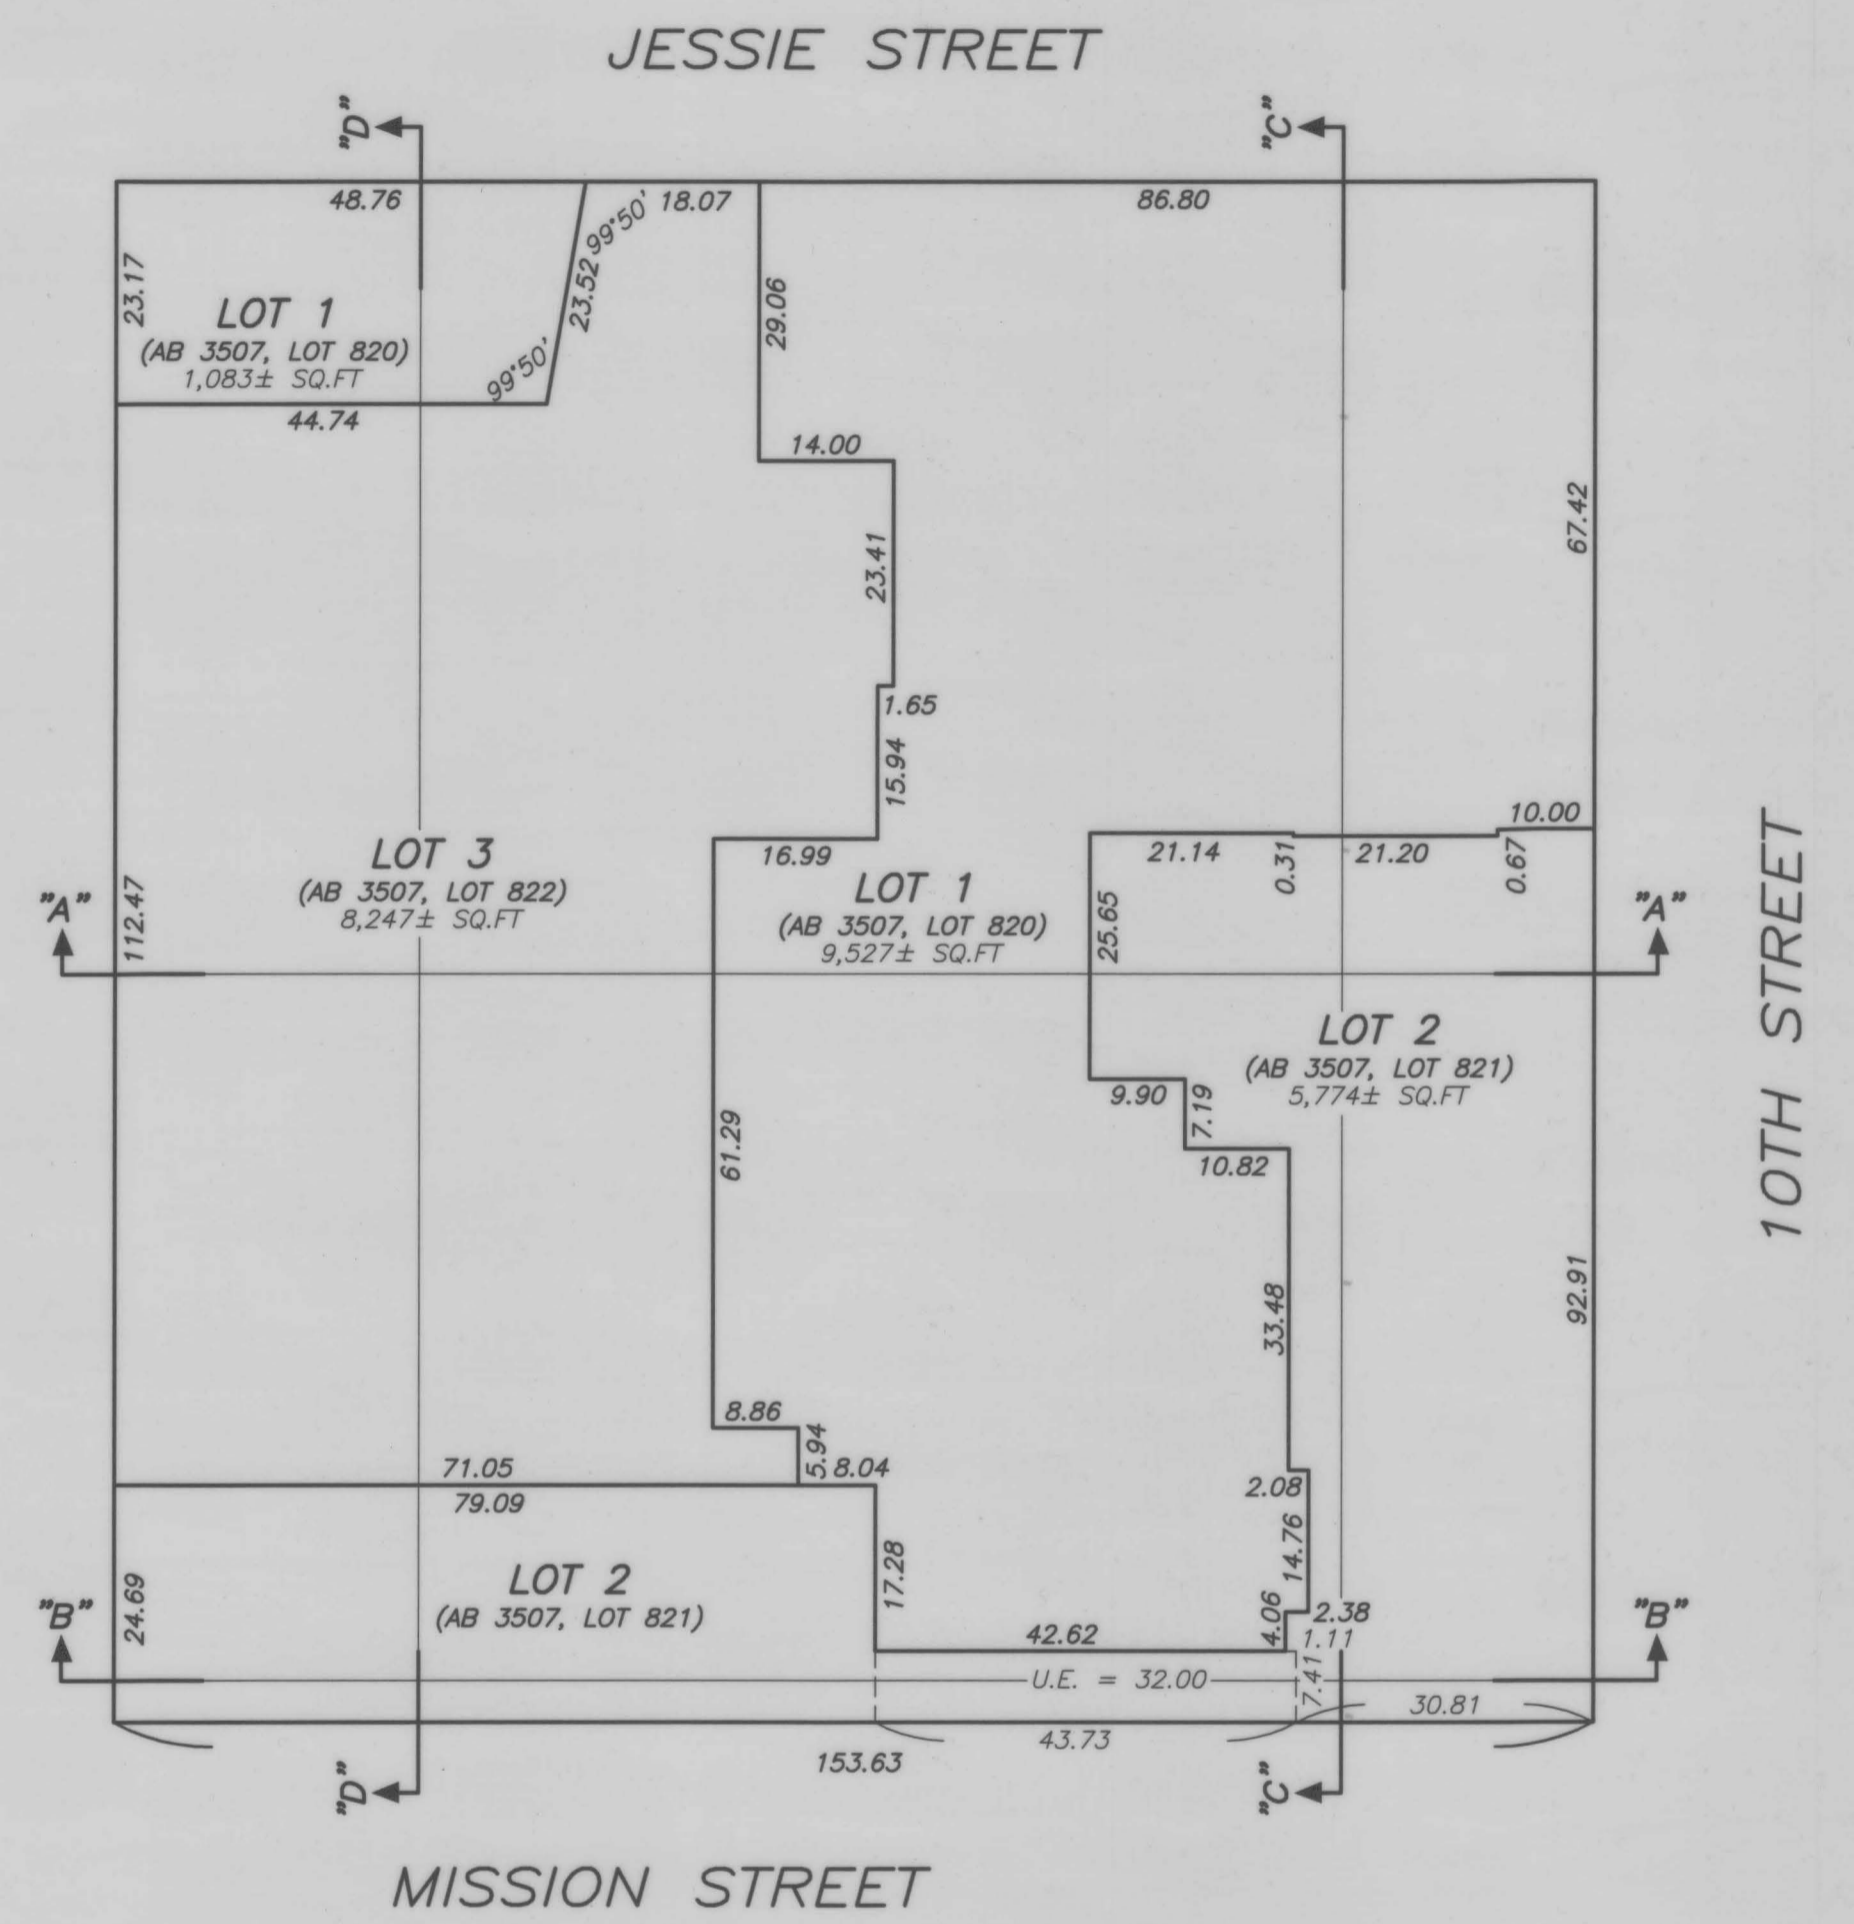 JESSIE STREET
"D"
"C"
48.76
99°50'
18.07
86.80
23.17
23.52
29.06
LOT 1
(AB 3507, LOT 820)
1,083± SQ.FT
99°50'
44.74
14.00
23.41
67.42
1.65
15.94
10.00
16.99
21.14
0.31
21.20
0.67
LOT 3
(AB 3507, LOT 822)
8,247± SQ.FT
112.47
LOT 1
(AB 3507, LOT 820)
9,527± SQ.FT
25.65
"A"
"A"
10TH STREET
LOT 2
(AB 3507, LOT 821)
5,774± SQ.FT
9.90
7.19
10.82
61.29
33.48
92.91
8.86
5.94
8.04
71.05
79.09
2.08
14.76
17.28
LOT 2
(AB 3507, LOT 821)
24.69
"B"
"B"
4.06
2.38
1.11
42.62
U.E. = 32.00
7.41
30.81
43.73
153.63
"D"
"C"
MISSION STREET